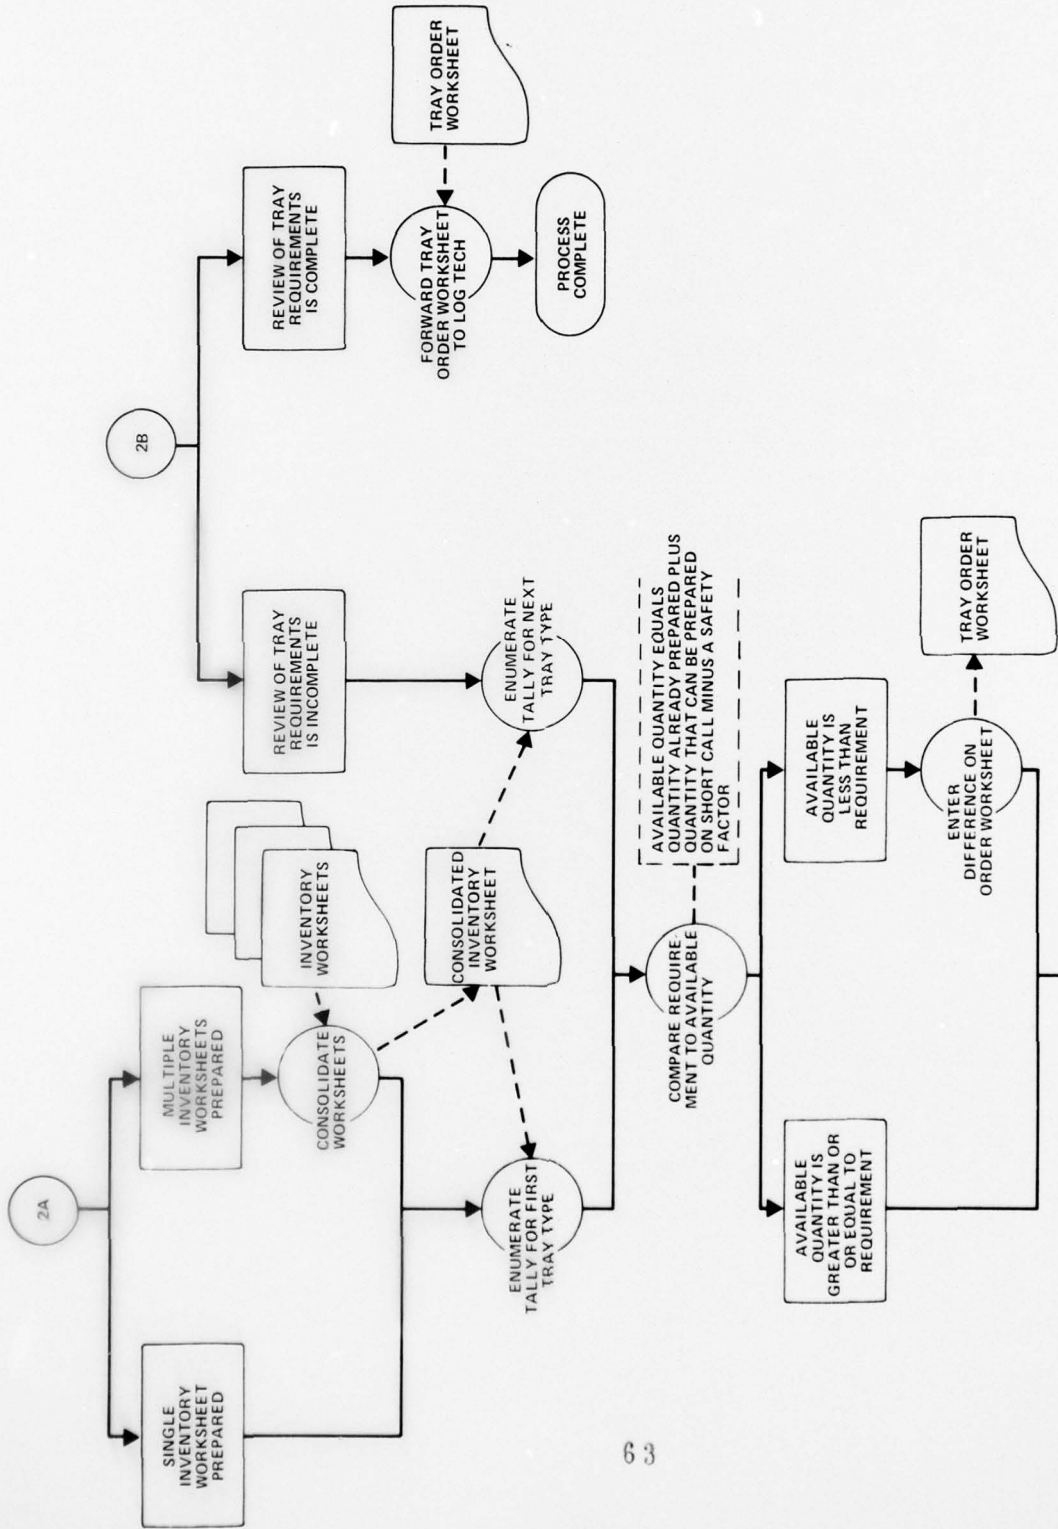 2A
SINGLE
INVENTORY
WORKSHEET
PREPARED
MULTIPLE
INVENTORY
WORKSHEETS
PREPARED
CONSOLIDATE
WORKSHEETS
INVENTORY
WORKSHEETS
CONSOLIDATED
INVENTORY
WORKSHEET
ENUMERATE
TALLY FOR FIRST
TRAY TYPE
2B
REVIEW OF TRAY
REQUIREMENTS
IS INCOMPLETE
REVIEW OF TRAY
REQUIREMENTS
IS COMPLETE
ENUMERATE
TALLY FOR NEXT
TRAY TYPE
FORWARD TRAY
ORDER WORKSHEET
TO LOG TECH
TRAY ORDER
WORKSHEET
PROCESS
COMPLETE
COMPARE REQUIRE-
MENT TO AVAILABLE
QUANTITY
AVAILABLE QUANTITY EQUALS
QUANTITY ALREADY PREPARED PLUS
QUANTITY THAT CAN BE PREPARED
ON SHORT CALL MINUS A SAFETY
FACTOR
AVAILABLE
QUANTITY IS
GREATER THAN OR
OR EQUAL TO
REQUIREMENT
AVAILABLE
QUANTITY IS
LESS THAN
REQUIREMENT
ENTER
DIFFERENCE ON
ORDER WORKSHEET
TRAY ORDER
WORKSHEET
63